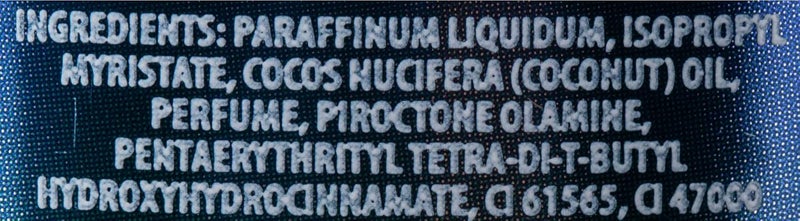 INGREDIENTS: PARAFFINUM LIQUIDUM, ISOPROPYL
MYRISTATE, COCOS NUCIFERA (COCONUT) OIL,
PERFUME, PIROCTONE OLAMINE,
PENTAERYTHRITYL TETRA-DI-T-BUTYL
HYDROXYHYDROCINNAMATE, CI 61565, CI 47000